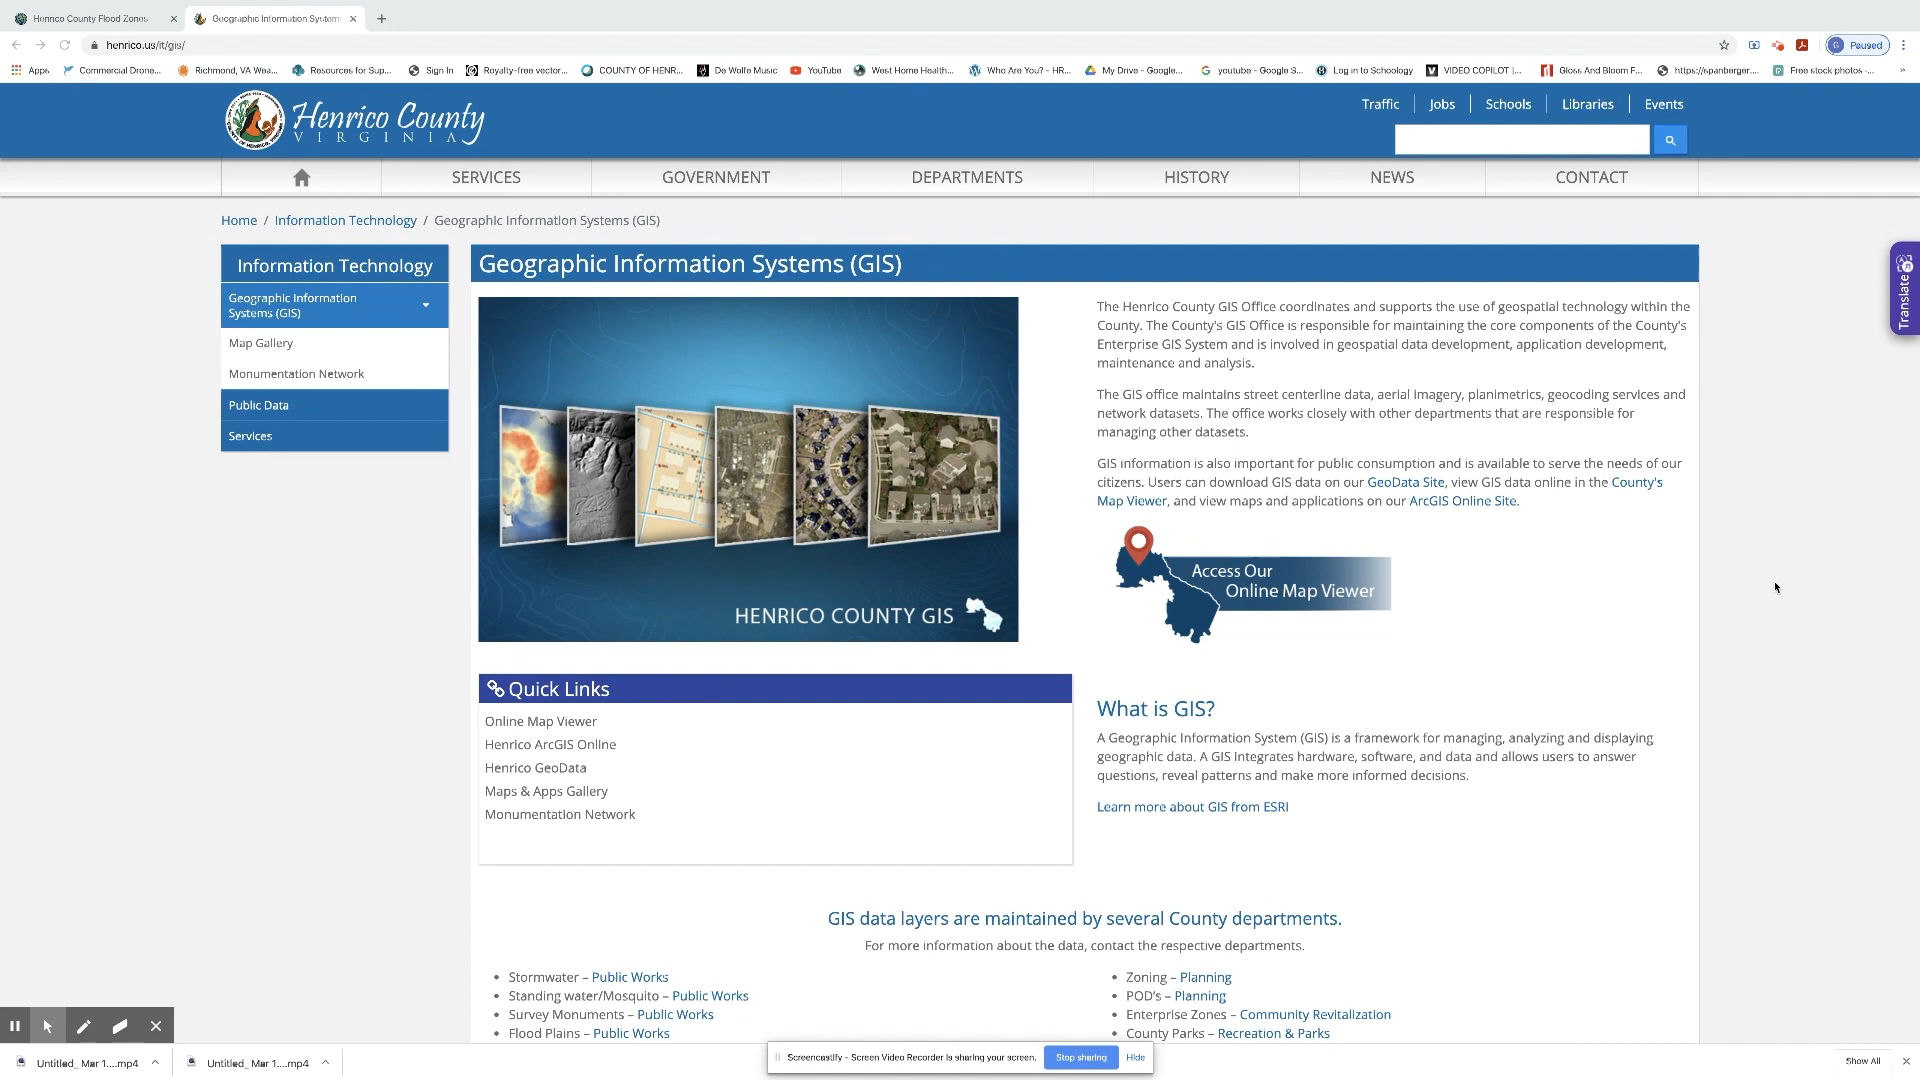 Henrico County Flood Zones
Geographic Information System
henrico.us/it/gis/
G Paused
Apps
Commercial Drone...
Richmond, VA Wea...
Resources for Sup...
Sign In
Royalty-free vector...
COUNTY OF HENR...
De Wolfe Music
YouTube
West Home Health...
Who Are You? - HR...
My Drive - Google...
youtube - Google S...
Log in to Schoology
VIDEO COPILOT |...
Gloss And Bloom F...
https://spanberger....
Free stock photos -...
»
Henrico County
VIRGINIA
Traffic
Jobs
Schools
Libraries
Events
SERVICES
GOVERNMENT
DEPARTMENTS
HISTORY
NEWS
CONTACT
Home / Information Technology / Geographic Information Systems (GIS)
Translate
Information Technology
Geographic Information
Systems (GIS)
Map Gallery
Monumentation Network
Public Data
Services
Geographic Information Systems (GIS)
HENRICO COUNTY GIS
The Henrico County GIS Office coordinates and supports the use of geospatial technology within the
County. The County's GIS Office is responsible for maintaining the core components of the County's
Enterprise GIS System and is involved in geospatial data development, application development,
maintenance and analysis.
The GIS office maintains street centerline data, aerial imagery, planimetrics, geocoding services and
network datasets. The office works closely with other departments that are responsible for
managing other datasets.
GIS information is also important for public consumption and is available to serve the needs of our
citizens. Users can download GIS data on our GeoData Site, view GIS data online in the County's
Map Viewer, and view maps and applications on our ArcGIS Online Site.
Access Our
Online Map Viewer
Quick Links
Online Map Viewer
Henrico ArcGIS Online
Henrico GeoData
Maps & Apps Gallery
Monumentation Network
What is GIS?
A Geographic Information System (GIS) is a framework for managing, analyzing and displaying
geographic data. A GIS integrates hardware, software, and data and allows users to answer
questions, reveal patterns and make more informed decisions.
Learn more about GIS from ESRI
GIS data layers are maintained by several County departments.
For more information about the data, contact the respective departments.
• Stormwater – Public Works
• Standing water/Mosquito – Public Works
• Survey Monuments – Public Works
• Flood Plains – Public Works
• Zoning – Planning
• POD's – Planning
• Enterprise Zones – Community Revitalization
• County Parks – Recreation & Parks
Untitled_ Mar 1....mp4
Untitled_ Mar 1....mp4
Screencastify - Screen Video Recorder is sharing your screen.
Stop sharing
Hide
Show All